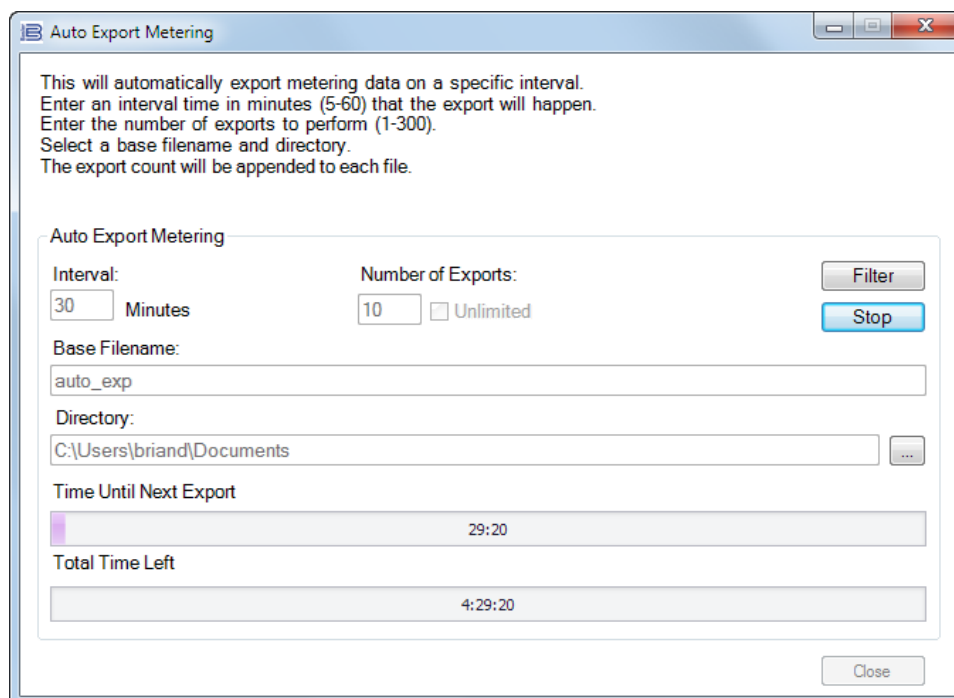 Auto Export Metering
This will automatically export metering data on a specific interval.
Enter an interval time in minutes (5-60) that the export will happen.
Enter the number of exports to perform (1-300).
Select a base filename and directory.
The export count will be appended to each file.
Auto Export Metering
Interval:
Number of Exports:
Filter
30 Minutes
10 Unlimited
Stop
Base Filename:
auto_exp
Directory:
C:\Users\briand\Documents
...
Time Until Next Export
29:20
Total Time Left
4:29:20
Close